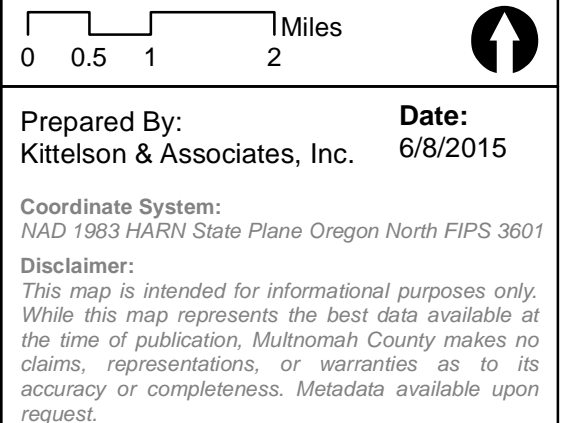 Miles
0 0.5 1 2
Prepared By:
Kittelson & Associates, Inc.
Date:
6/8/2015
Coordinate System:
NAD 1983 HARN State Plane Oregon North FIPS 3601
Disclaimer:
This map is intended for informational purposes only.
While this map represents the best data available at
the time of publication, Multnomah County makes no
claims, representations, or warranties as to its
accuracy or completeness. Metadata available upon
request.